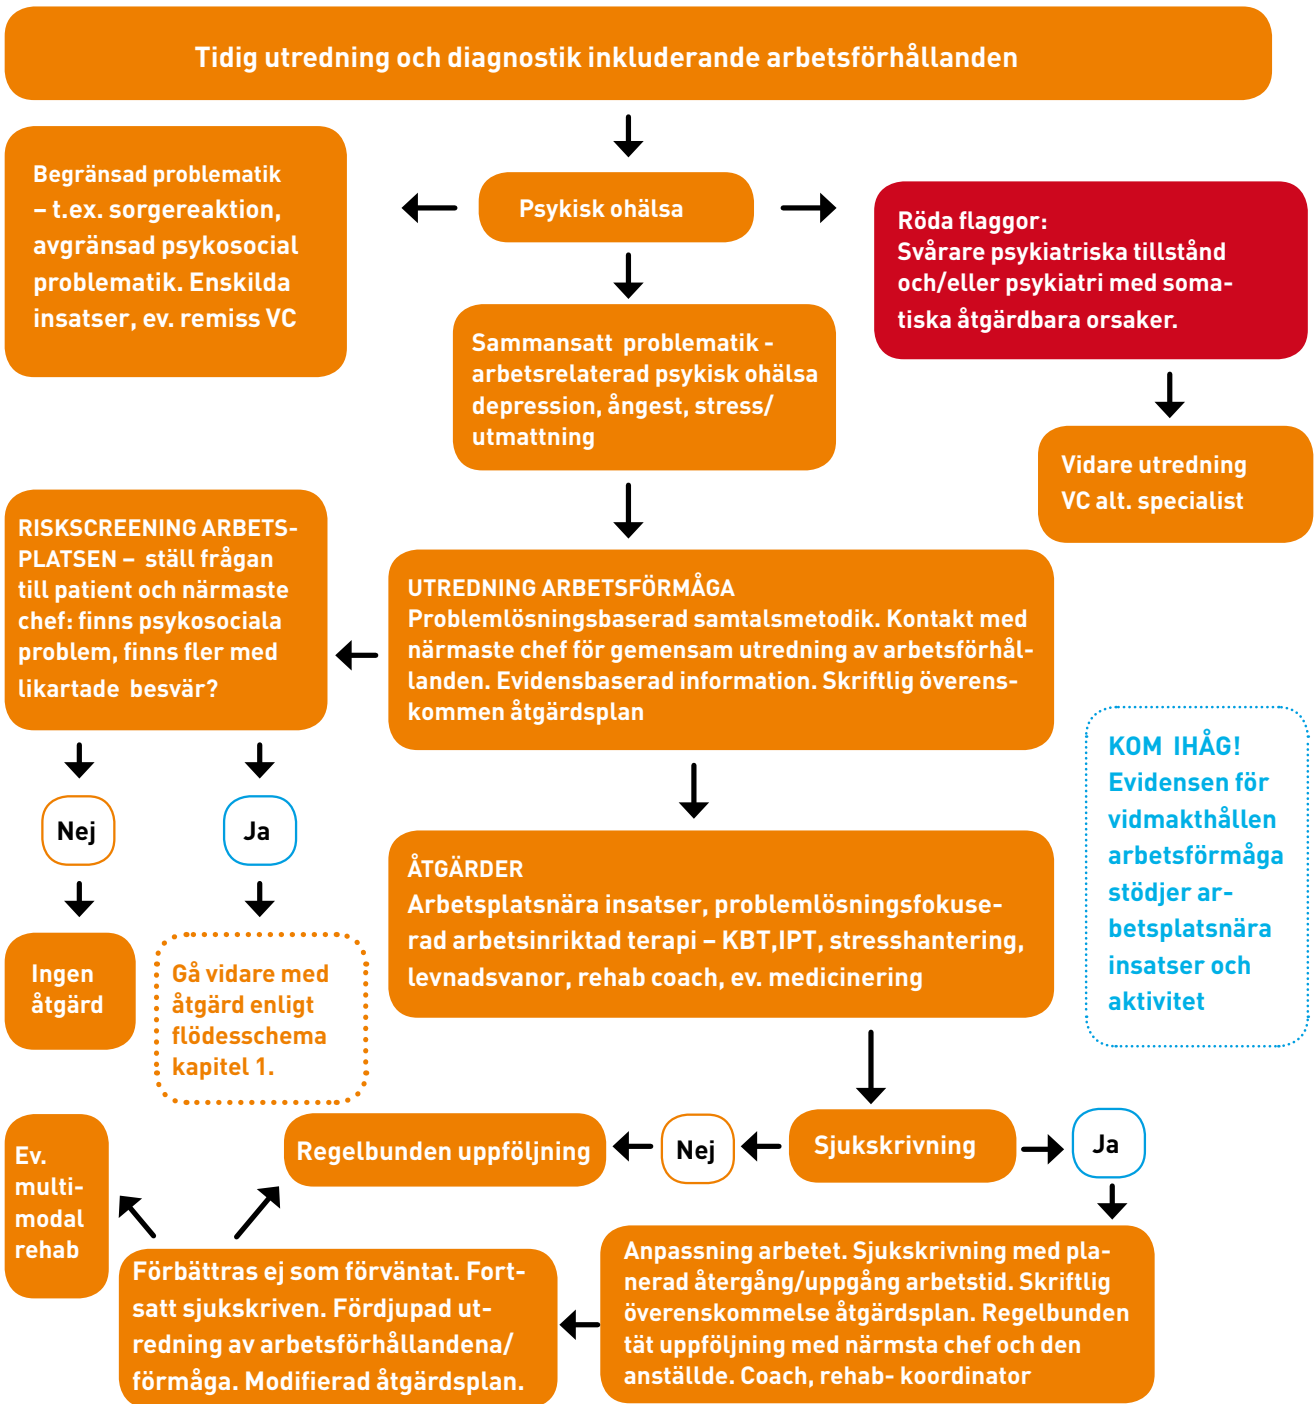 Tidig utredning och diagnostik inkluderande arbetsförhållanden
Begränsad problematik
– t.ex. sorgereaktion,
avgränsad psykosocial
problematik. Enskilda
insatser, ev. remiss VC
Psykisk ohälsa
Röda flaggor:
Svårare psykiatriska tillstånd
och/eller psykiatri med soma-
tiska åtgärdbara orsaker.
Sammansatt problematik -
arbetsrelaterad psykisk ohälsa
depression, ångest, stress/
utmattning
Vidare utredning
VC alt. specialist
RISKSCREENING ARBETS-
PLATSEN – ställ frågan
till patient och närmaste
chef: finns psykosociala
problem, finns fler med
likartade besvär?
UTREDNING ARBETSFÖRMÅGA
Problemlösningsbaserad samtalsmetodik. Kontakt med
närmaste chef för gemensam utredning av arbetsförhål-
landen. Evidensbaserad information. Skriftlig överens-
kommen åtgärdsplan
KOM IHÅG!
Evidensen för
vidmakthållen
arbetsförmåga
stödjer ar-
betsplatsnära
insatser och
aktivitet
Nej
Ja
ÅTGÄRDER
Arbetsplatsnära insatser, problemlösningsfokuse-
rad arbetsinriktad terapi – KBT,IPT, stresshantering,
levnadsvanor, rehab coach, ev. medicinering
Ingen
åtgärd
Gå vidare med
åtgärd enligt
flödesschema
kapitel 1.
Sjukskrivning
Nej
Ja
Regelbunden uppföljning
Ev.
multi-
modal
rehab
Förbättras ej som förväntat. Fort-
satt sjukskriven. Fördjupad ut-
redning av arbetsförhållandena/
förmåga. Modifierad åtgärdsplan.
Anpassning arbetet. Sjukskrivning med pla-
nerad återgång/uppgång arbetstid. Skriftlig
överenskommelse åtgärdsplan. Regelbunden
tät uppföljning med närmsta chef och den
anställde. Coach, rehab- koordinator